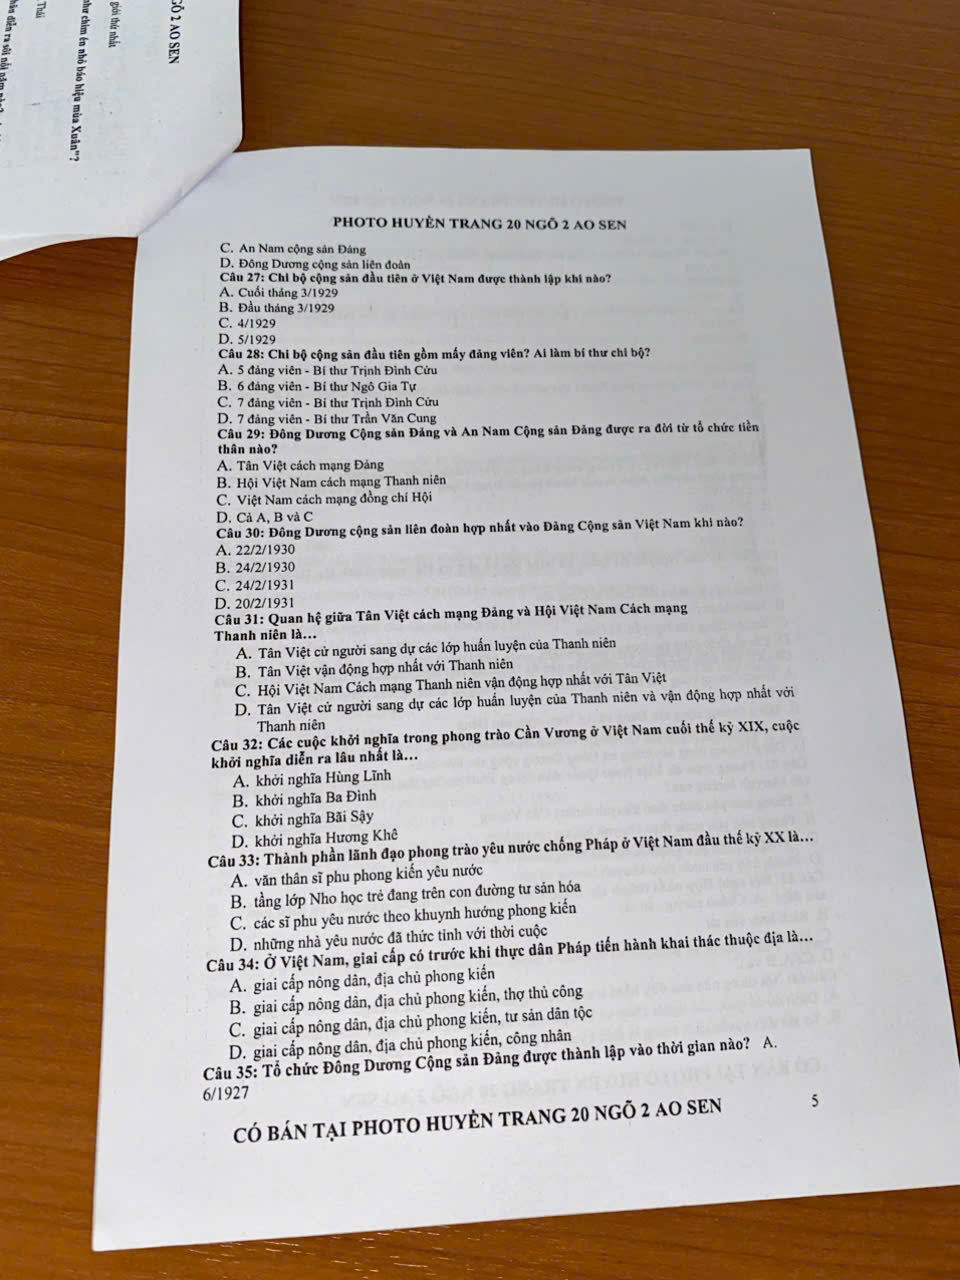 GÕ 2 AO SEN
giới thứ nhất
như chim én nhỏ báo hiệu mùa Xuân"?
. Thái
PHOTO HUYỀN TRANG 20 NGÕ 2 AO SEN
C. An Nam cộng sản Đảng
D. Đông Dương cộng sản liên đoàn
Câu 27: Chi bộ cộng sản đầu tiên ở Việt Nam được thành lập khi nào?
A. Cuối tháng 3/1929
B. Đầu tháng 3/1929
C. 4/1929
D. 5/1929
Câu 28: Chi bộ cộng sản đầu tiên gồm mấy đảng viên? Ai làm bí thư chi bộ?
A. 5 đảng viên - Bí thư Trịnh Đình Cửu
B. 6 đảng viên - Bí thư Ngô Gia Tự
C. 7 đảng viên - Bí thư Trịnh Đình Cửu
D. 7 đảng viên - Bí thư Trần Văn Cung
Câu 29: Đông Dương Cộng sản Đảng và An Nam Cộng sản Đảng được ra đời từ tổ chức tiền
thân nào?
A. Tân Việt cách mạng Đảng
B. Hội Việt Nam cách mạng Thanh niên
C. Việt Nam cách mạng đồng chí Hội
D. Cả A, B và C
Câu 30: Đông Dương cộng sản liên đoàn hợp nhất vào Đảng Cộng sản Việt Nam khi nào?
A. 22/2/1930
B. 24/2/1930
C. 24/2/1931
D. 20/2/1931
Câu 31: Quan hệ giữa Tân Việt cách mạng Đảng và Hội Việt Nam Cách mạng
Thanh niên là...
A. Tân Việt cử người sang dự các lớp huấn luyện của Thanh niên
B. Tân Việt vận động hợp nhất với Thanh niên
C. Hội Việt Nam Cách mạng Thanh niên vận động hợp nhất với Tân Việt
D. Tân Việt cử người sang dự các lớp huấn luyện của Thanh niên và vận động hợp nhất với
Thanh niên
Câu 32: Các cuộc khởi nghĩa trong phong trào Cần Vương ở Việt Nam cuối thế kỷ XIX, cuộc
khởi nghĩa diễn ra lâu nhất là...
A. khởi nghĩa Hùng Lĩnh
B. khởi nghĩa Ba Đình
C. khởi nghĩa Bãi Sậy
D. khởi nghĩa Hương Khê
Câu 33: Thành phần lãnh đạo phong trào yêu nước chống Pháp ở Việt Nam đầu thế kỷ XX là...
A. văn thân sĩ phu phong kiến yêu nước
B. tầng lớp Nho học trẻ đang trên con đường tư sản hóa
C. các sĩ phu yêu nước theo khuynh hướng phong kiến
D. những nhà yêu nước đã thức tỉnh với thời cuộc
Câu 34: Ở Việt Nam, giai cấp có trước khi thực dân Pháp tiến hành khai thác thuộc địa là...
A. giai cấp nông dân, địa chủ phong kiến
B. giai cấp nông dân, địa chủ phong kiến, thợ thủ công
C. giai cấp nông dân, địa chủ phong kiến, tư sản dân tộc
D. giai cấp nông dân, địa chủ phong kiến, công nhân
Câu 35: Tổ chức Đông Dương Cộng sản Đảng được thành lập vào thời gian nào? A.
6/1927
CÓ BÁN TẠI PHOTO HUYỀN TRANG 20 NGÕ 2 AO SEN
5